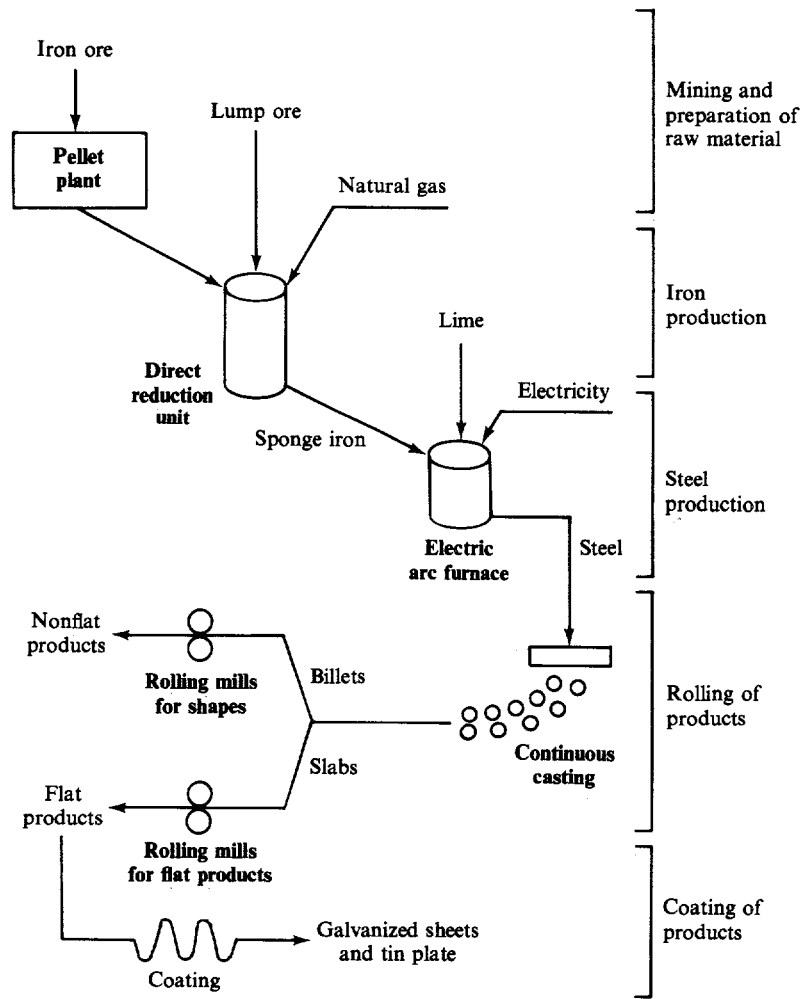 Iron ore
Pellet
plant
Lump ore
Natural gas
Mining and
preparation of
raw material
Direct
reduction
unit
Iron
production
Sponge iron
Lime
Electricity
Electric
arc furnace
Steel
Steel
production
Nonflat
products
Rolling mills
for shapes
Billets
Slabs
Continuous
casting
Rolling of
products
Flat
products
Rolling mills
for flat products
Coating
Galvanized sheets
and tin plate
Coating of
products